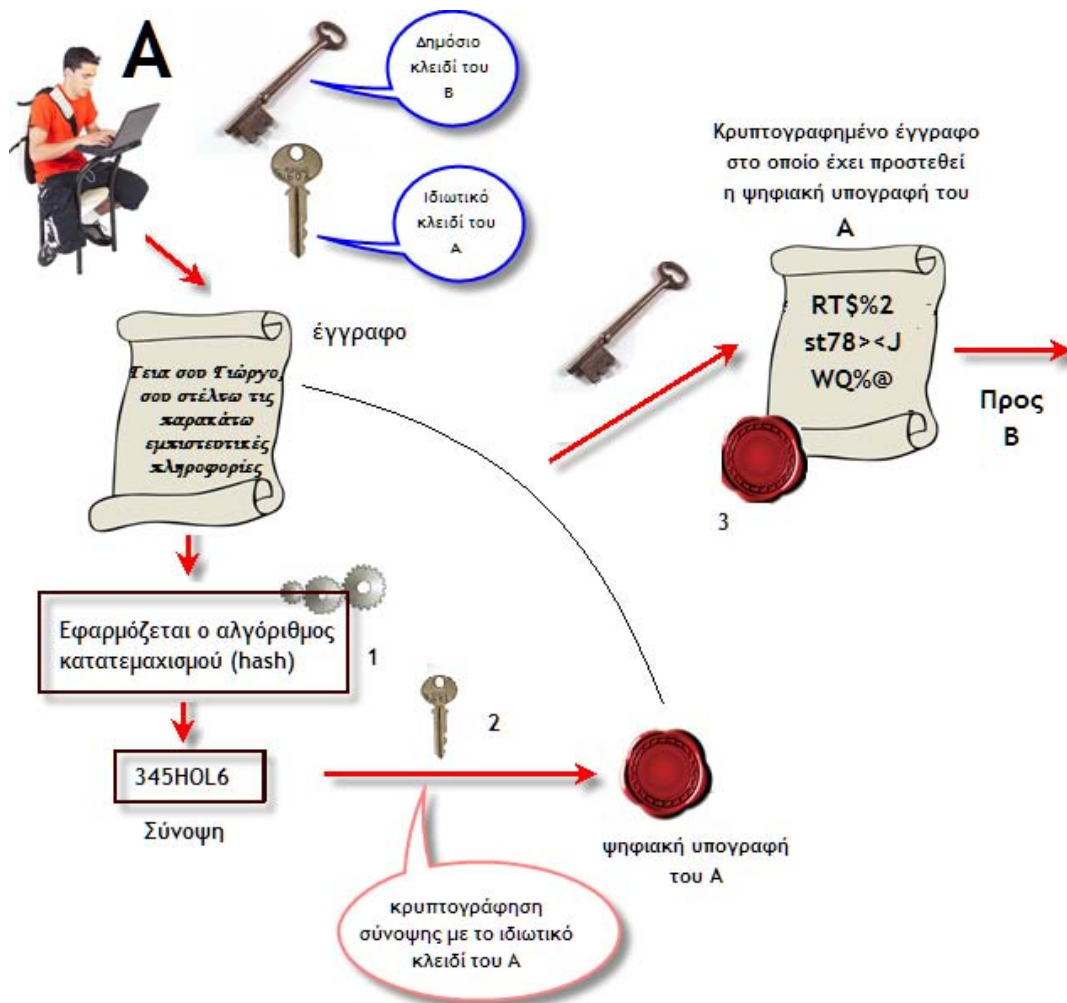 A
Δημόσιο
κλειδί του
Β
Ιδιωτικό
κλειδί του
Α
έγγραφο
Γεια σου Γιώργο,
σου στέλνω τις
παρακάτω
εμπιστευτικές
πληροφορίες
Εφαρμόζεται ο αλγόριθμος
κατατεμαχισμού (hash)
1
345HOL6
Σύνοψη
2
κρυπτογράφηση
σύνοψης με το ιδιωτικό
κλειδί του Α
ψηφιακή υπογραφή
του Α
Κρυπτογραφημένο έγγραφο
στο οποίο έχει προστεθεί
η ψηφιακή υπογραφή του
Α
RT$%2
st78><J
WQ%@
3
Προς
Β